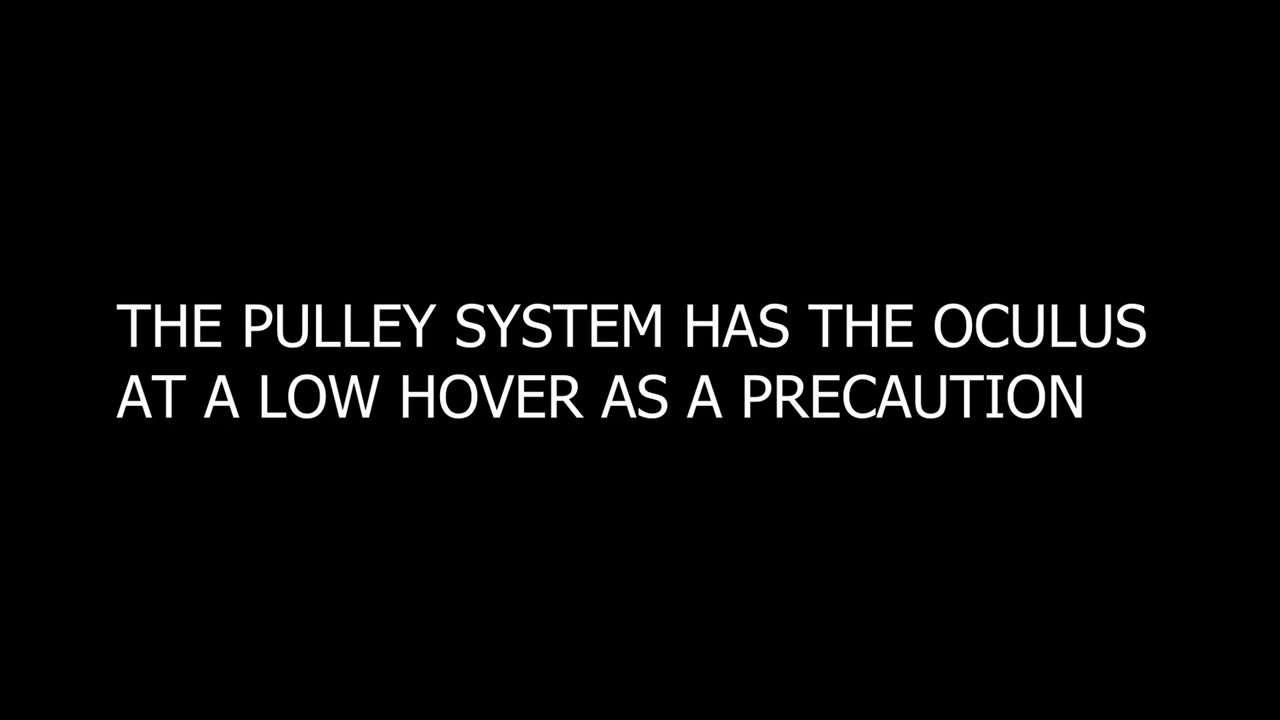 THE PULLEY SYSTEM HAS THE OCULUS
AT A LOW HOVER AS A PRECAUTION